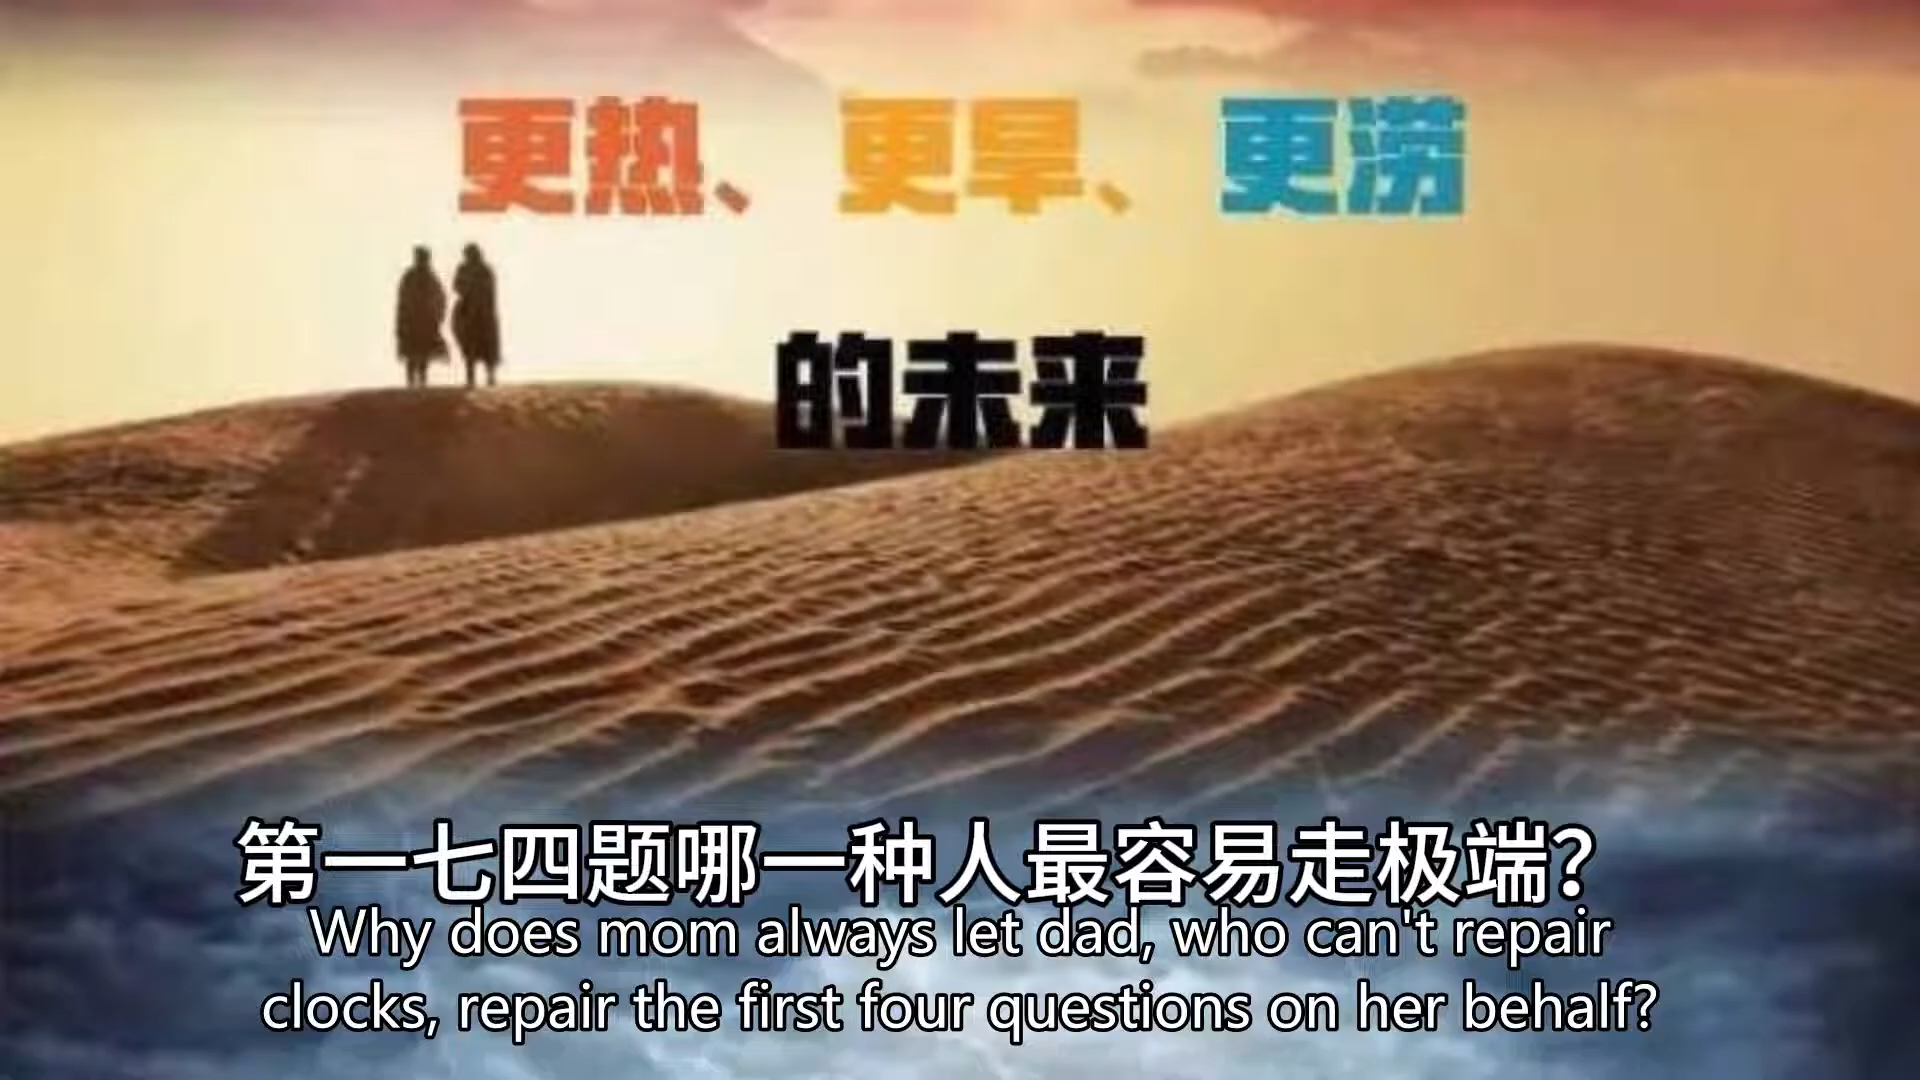 更热、更旱、更涝
的未来
第一七四题哪一种人最容易走极端？
Why does mom always let dad, who can't repair
clocks, repair the first four questions on her behalf?